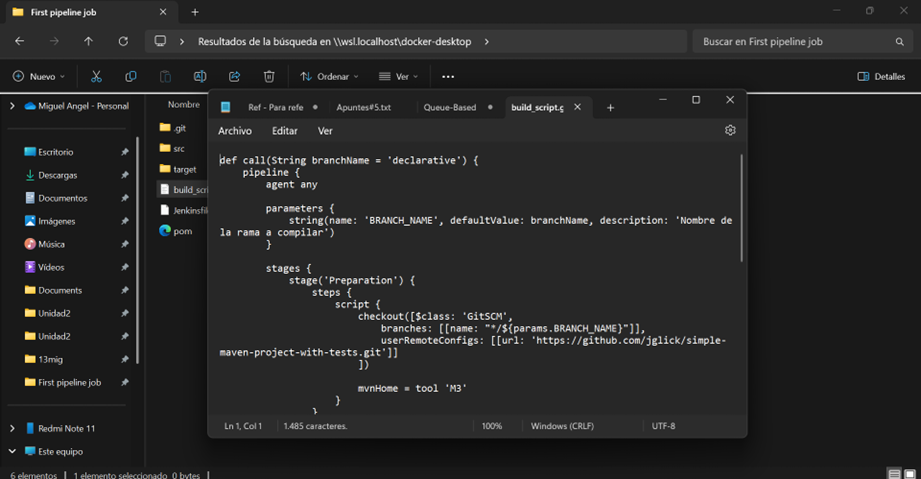 First pipeline job
Resultados de la búsqueda en \\wsl.localhost\docker-desktop
Buscar en First pipeline job
Nuevo
Ordenar
Ver
Detalles
Miguel Angel - Personal
Escritorio
Descargas
Documentos
Imágenes
Música
Vídeos
Documents
Unidad2
Unidad2
13mig
First pipeline job
Redmi Note 11
Este equipo
Nombre
.git
src
target
build_scri
Jenkinsfil
pom
Ref - Para refe
Apuntes#5.txt
Queue-Based
build_script.g
Archivo
Editar
Ver
def call(String branchName = 'declarative') {
pipeline {
agent any
parameters {
string(name: 'BRANCH_NAME', defaultValue: branchName, description: 'Nombre de
la rama a compilar')
}
stages {
stage('Preparation') {
steps {
script {
checkout([$class: 'GitSCM',
branches: [[name: "*/${params.BRANCH_NAME}"]],
userRemoteConfigs: [[url: 'https://github.com/jglick/simple-
maven-project-with-tests.git']]
])
mvnHome = tool 'M3'
}
}
Ln 1, Col 1
1.485 caracteres.
100%
Windows (CRLF)
UTF-8
6 elementos
1 elemento seleccionado 0 bytes